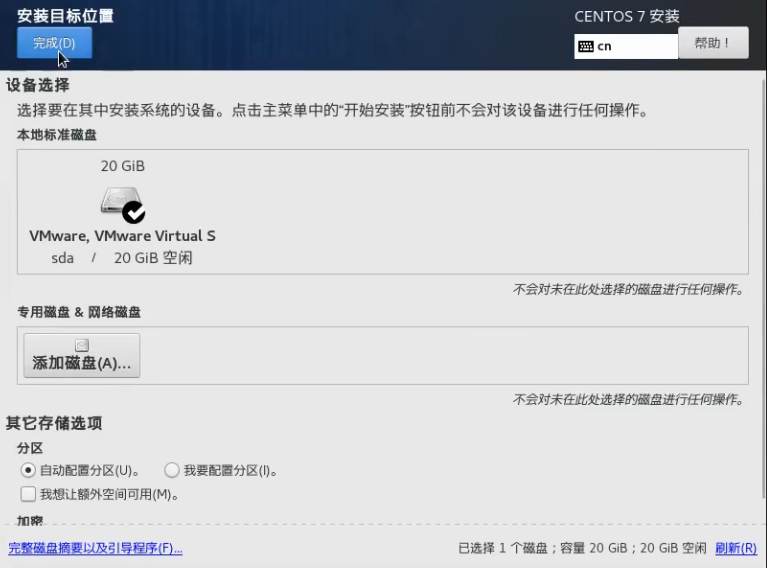 安装目标位置
CENTOS 7 安装
完成(D)
cn
帮助！
设备选择
选择要在其中安装系统的设备。点击主菜单中的“开始安装”按钮前不会对该设备进行任何操作。
本地标准磁盘
20 GiB
VMware, VMware Virtual S
sda / 20 GiB 空闲
不会对未在此处选择的磁盘进行任何操作。
专用磁盘 & 网络磁盘
添加磁盘(A)...
不会对未在此处选择的磁盘进行任何操作。
其它存储选项
分区
自动配置分区(U)。 我要配置分区(I)。
我想让额外空间可用(M)。
加密
完整磁盘摘要以及引导程序(F)...
已选择 1 个磁盘；容量 20 GiB；20 GiB 空闲 刷新(R)